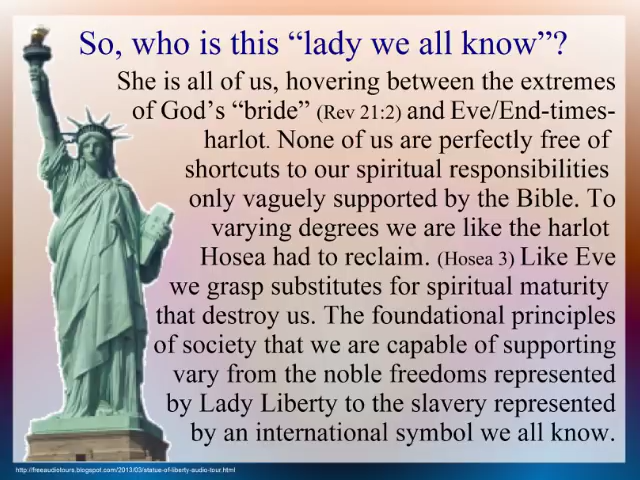 So, who is this “lady we all know”?
She is all of us, hovering between the extremes
of God’s “bride” (Rev 21:2) and Eve/End-times-
harlot. None of us are perfectly free of
shortcuts to our spiritual responsibilities
only vaguely supported by the Bible. To
varying degrees we are like the harlot
Hosea had to reclaim. (Hosea 3) Like Eve
we grasp substitutes for spiritual maturity
that destroy us. The foundational principles
of society that we are capable of supporting
vary from the noble freedoms represented
by Lady Liberty to the slavery represented
by an international symbol we all know.
http://freeaudiotours.blogspot.com/2013/03/statue-of-liberty-audio-tour.html